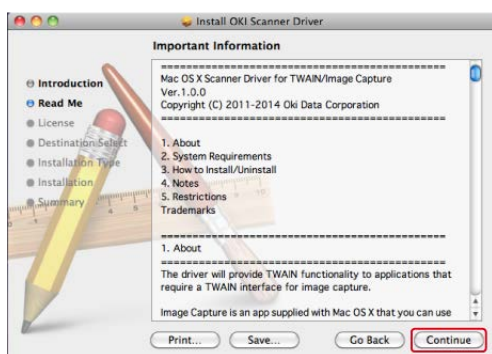 Install OKI Scanner Driver
Important Information
Introduction
Read Me
License
Destination Select
Installation Type
Installation
Summary
==================================================
Mac OS X Scanner Driver for TWAIN/Image Capture
Ver.1.0.0
Copyright (C) 2011-2014 Oki Data Corporation
==================================================
1. About
2. System Requirements
3. How to Install/Uninstall
4. Notes
5. Restrictions
Trademarks
==================================================
1. About
==================================================
The driver will provide TWAIN functionality to applications that
require a TWAIN interface for image capture.
Image Capture is an app supplied with Mac OS X that you can use
Print...
Save...
Go Back
Continue